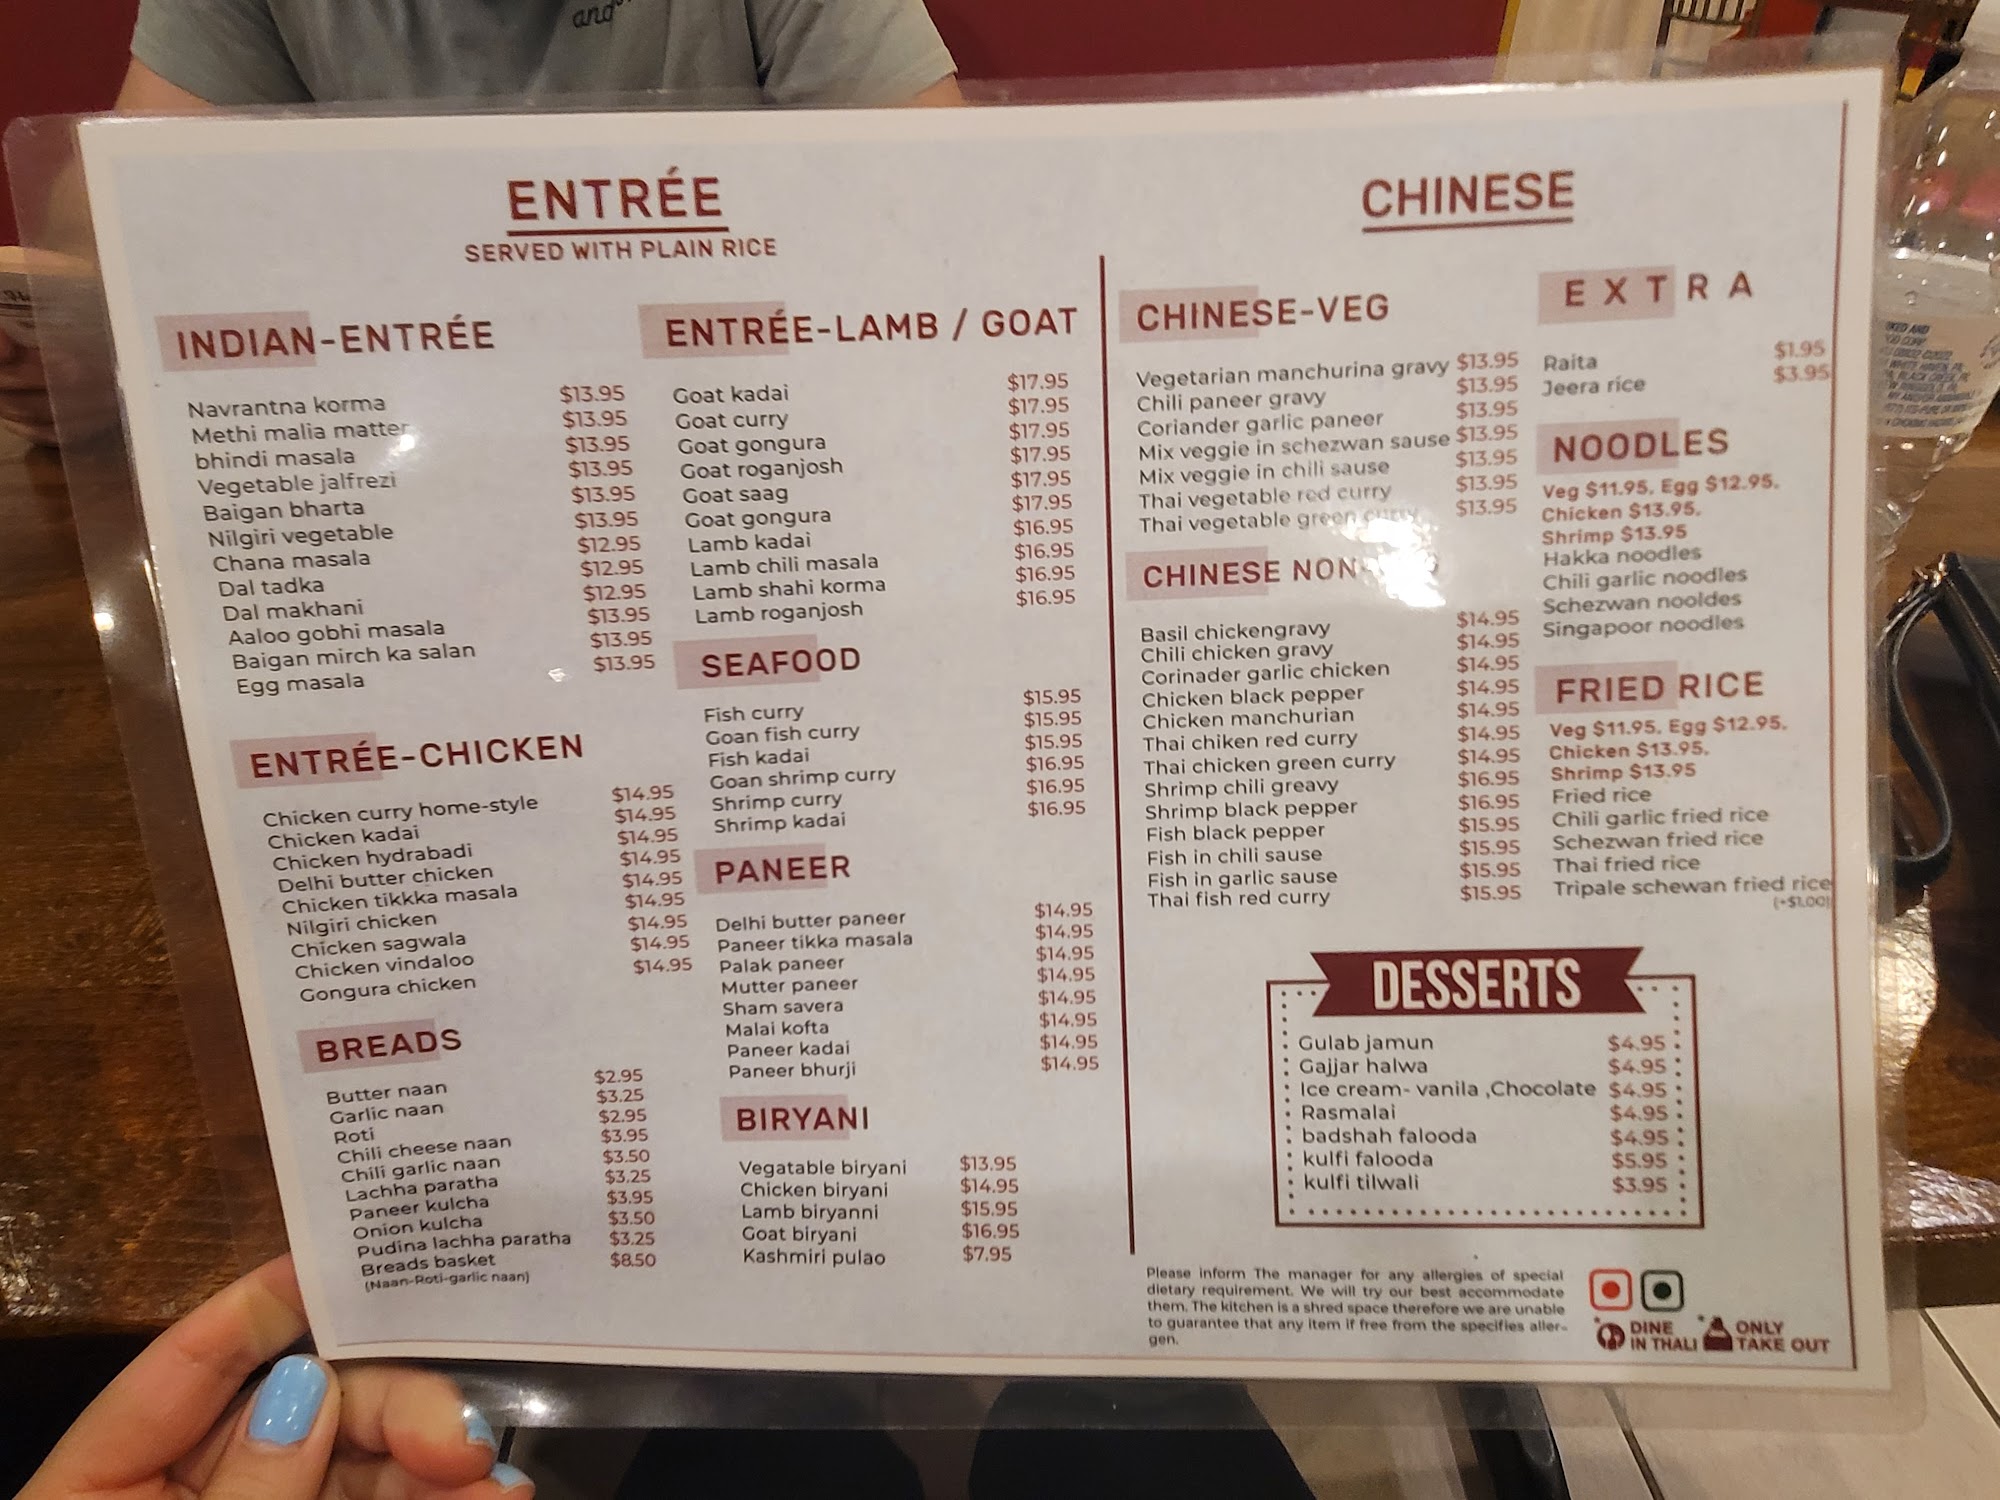 and
ENTRÉE
SERVED WITH PLAIN RICE
INDIAN-ENTRÉE
Navrantna korma $13.95
Methi malia matter $13.95
bhindi masala $13.95
Vegetable jalfrezi $13.95
Baigan bharta $13.95
Nilgiri vegetable $13.95
Chana masala $12.95
Dal tadka $12.95
Dal makhani $12.95
Aaloo gobhi masala $13.95
Baigan mirch ka salan $13.95
Egg masala $13.95
ENTRÉE-CHICKEN
Chicken curry home-style $14.95
Chicken kadai $14.95
Chicken hydrabadi $14.95
Delhi butter chicken $14.95
Chicken tikkka masala $14.95
Nilgiri chicken $14.95
Chicken sagwala $14.95
Chicken vindaloo $14.95
Gongura chicken $14.95
BREADS
Butter naan $2.95
Garlic naan $3.25
Roti $2.95
Chili cheese naan $3.95
Chili garlic naan $3.50
Lachha paratha $3.25
Paneer kulcha $3.95
Onion kulcha $3.50
Pudina lachha paratha $3.25
Breads basket $8.50
(Naan-Roti-garlic naan)
ENTRÉE-LAMB / GOAT
Goat kadai $17.95
Goat curry $17.95
Goat gongura $17.95
Goat roganjosh $17.95
Goat saag $17.95
Goat gongura $17.95
Lamb kadai $16.95
Lamb chili masala $16.95
Lamb shahi korma $16.95
Lamb roganjosh $16.95
SEAFOOD
Fish curry $15.95
Goan fish curry $15.95
Fish kadai $15.95
Goan shrimp curry $16.95
Shrimp curry $16.95
Shrimp kadai $16.95
PANEER
Delhi butter paneer $14.95
Paneer tikka masala $14.95
Palak paneer $14.95
Mutter paneer $14.95
Sham savera $14.95
Malai kofta $14.95
Paneer kadai $14.95
Paneer bhurji $14.95
BIRYANI
Vegatable biryani $13.95
Chicken biryani $14.95
Lamb biryanni $15.95
Goat biryani $16.95
Kashmiri pulao $7.95
CHINESE
CHINESE-VEG
Vegetarian manchurina gravy $13.95
Chili paneer gravy $13.95
Coriander garlic paneer $13.95
Mix veggie in schezwan sause $13.95
Mix veggie in chili sause $13.95
Thai vegetable red curry $13.95
Thai vegetable green curry $13.95
CHINESE NON-
Basil chickengravy $14.95
Chili chicken gravy $14.95
Corinader garlic chicken $14.95
Chicken black pepper $14.95
Chicken manchurian $14.95
Thai chiken red curry $14.95
Thai chicken green curry $14.95
Shrimp chili greavy $16.95
Shrimp black pepper $16.95
Fish black pepper $15.95
Fish in chili sause $15.95
Fish in garlic sause $15.95
Thai fish red curry $15.95
EXTRA
Raita $1.95
Jeera rice $3.95
NOODLES
Veg $11.95, Egg $12.95,
Chicken $13.95,
Shrimp $13.95
Hakka noodles
Chili garlic noodles
Schezwan nooldes
Singapoor noodles
FRIED RICE
Veg $11.95, Egg $12.95,
Chicken $13.95,
Shrimp $13.95
Fried rice
Chili garlic fried rice
Schezwan fried rice
Thai fried rice
Tripale schewan fried rice
(+$1.00)
DESSERTS
Gulab jamun $4.95
Gajjar halwa $4.95
Ice cream- vanila ,Chocolate $4.95
Rasmalai $4.95
badshah falooda $4.95
kulfi falooda $5.95
kulfi tilwali $3.95
Please inform The manager for any allergies of special
dietary requirement. We will try our best accommodate
them. The kitchen is a shred space therefore we are unable
to guarantee that any item if free from the specifies aller-
gen.
* DINE
IN THALI
* ONLY
TAKE OUT